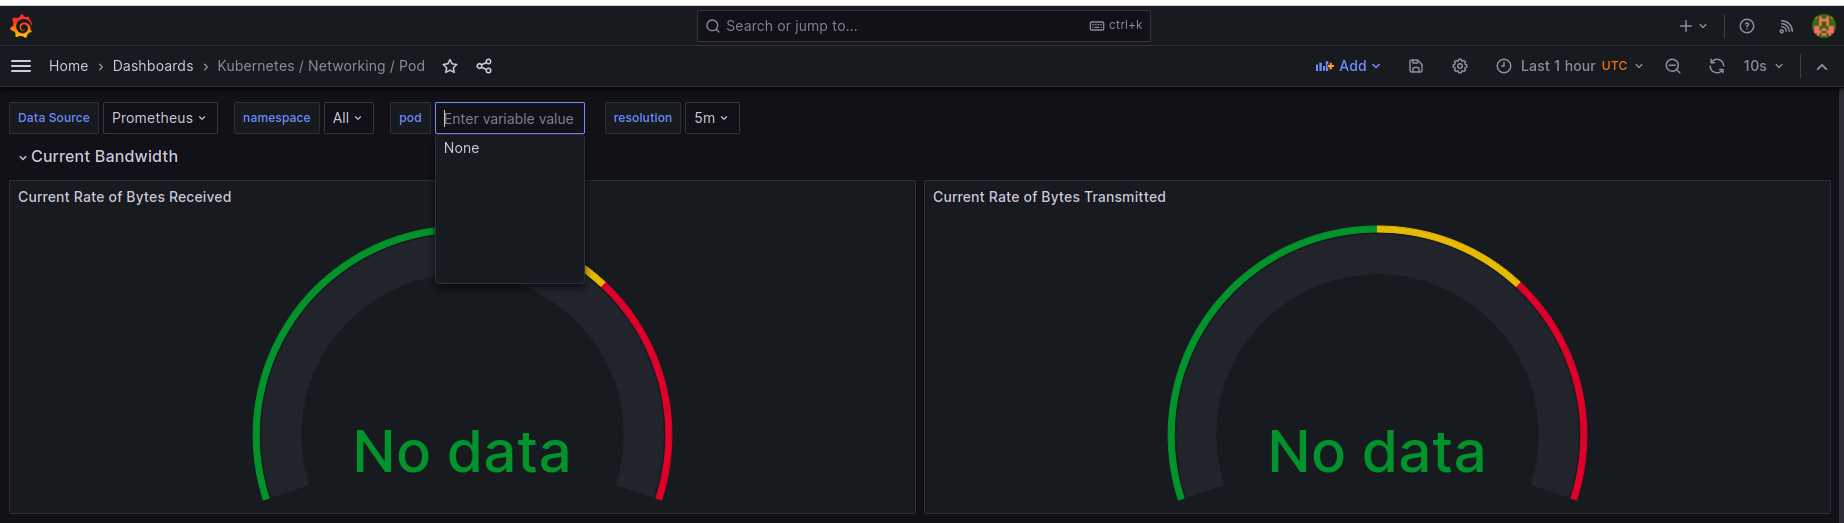 Search or jump to... ctrl+k
Home › Dashboards › Kubernetes / Networking / Pod Add Last 1 hour UTC 10s
Data Source Prometheus namespace All pod Enter variable value resolution 5m
None
Current Bandwidth
Current Rate of Bytes Received
Current Rate of Bytes Transmitted
No data
No data